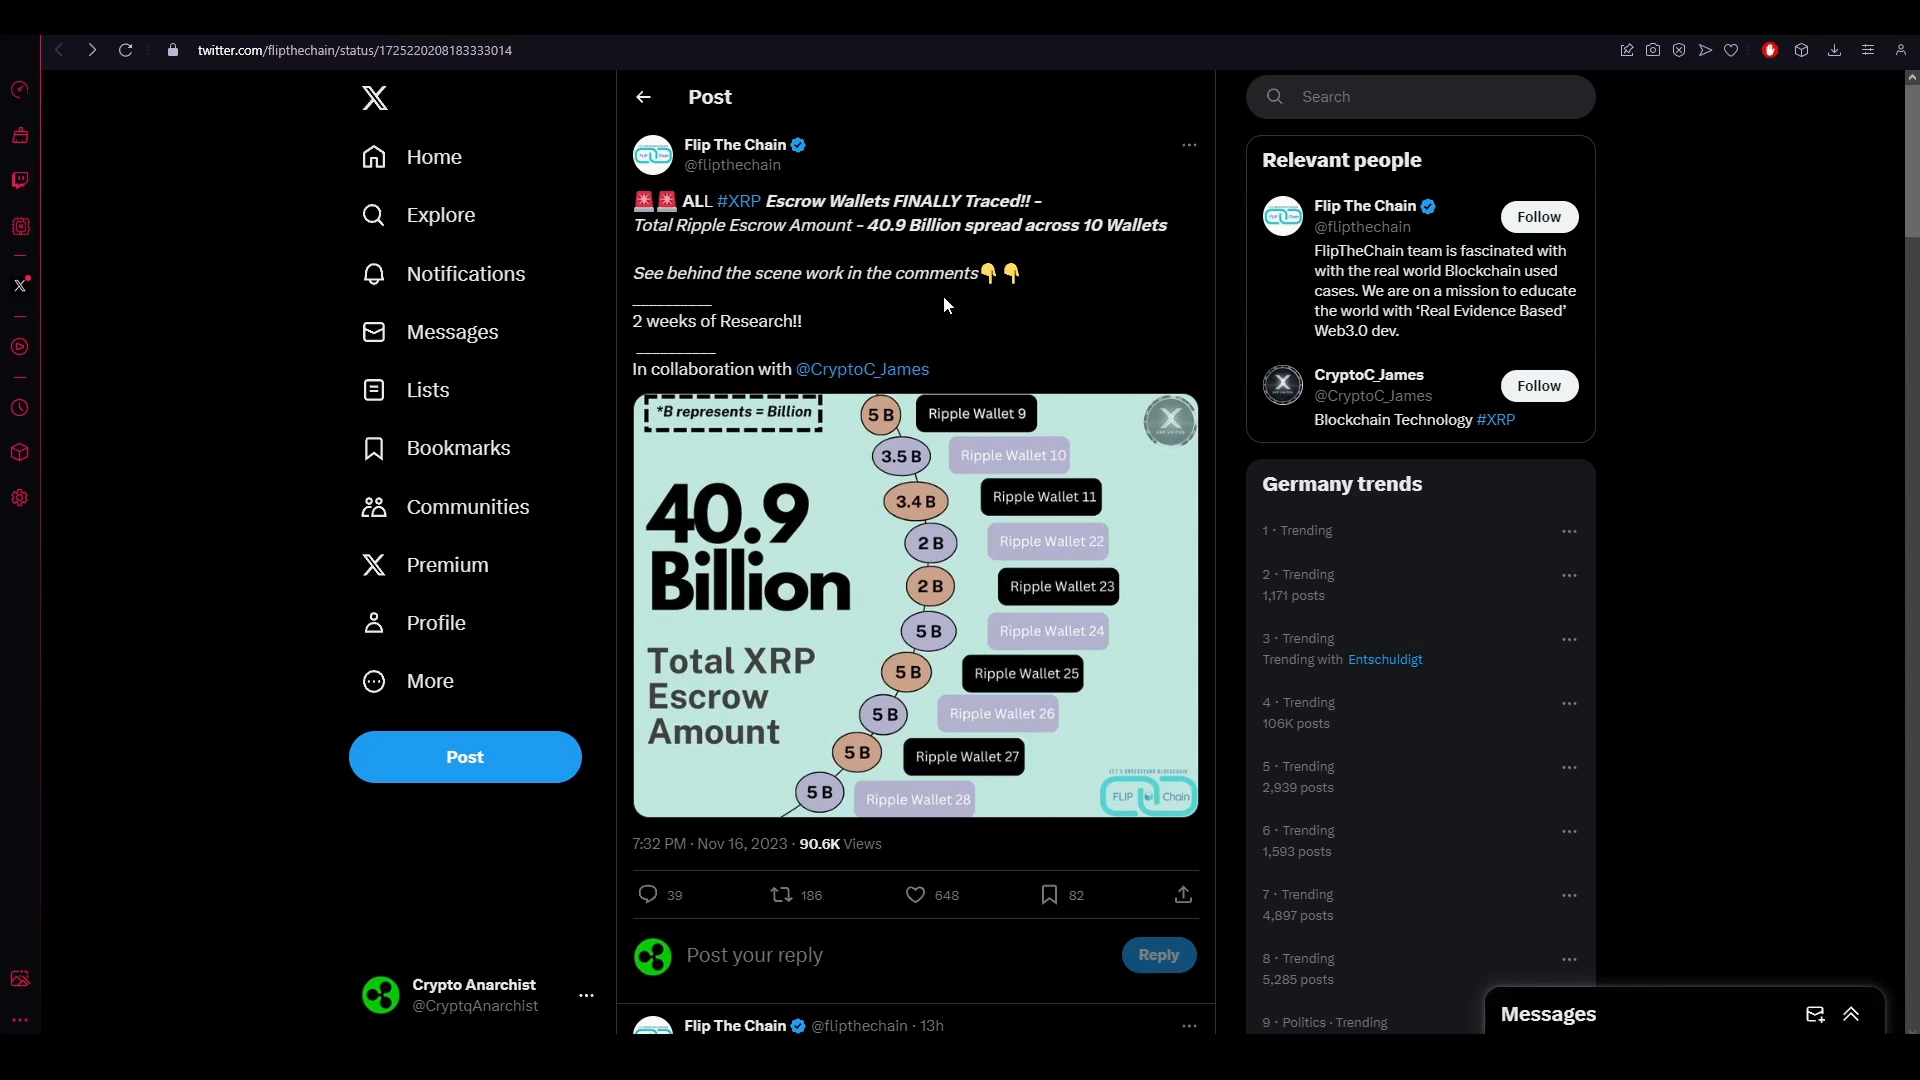 twitter.com/flipthechain/status/1725220208183333014
Home
Explore
Notifications
Messages
Lists
Bookmarks
Communities
Premium
Profile
More
Post
Crypto Anarchist
@CryptqAnarchist
Post
Flip The Chain
@flipthechain
🚨🚨 ALL #XRP Escrow Wallets FINALLY Traced!! -
Total Ripple Escrow Amount - 40.9 Billion spread across 10 Wallets
See behind the scene work in the comments👇👇
__________
2 weeks of Research!!
__________
In collaboration with @CryptoC_James
*B represents = Billion
40.9
Billion
Total XRP
Escrow
Amount
5 B Ripple Wallet 9
3.5 B Ripple Wallet 10
3.4 B Ripple Wallet 11
2 B Ripple Wallet 22
2 B Ripple Wallet 23
5 B Ripple Wallet 24
5 B Ripple Wallet 25
5 B Ripple Wallet 26
5 B Ripple Wallet 27
5 B Ripple Wallet 28
LET'S UNDERSTAND BLOCKCHAIN
FLIP Chain
7:32 PM · Nov 16, 2023 · 90.6K Views
39 186 648 82
Post your reply
Reply
Flip The Chain @flipthechain · 13h
Search
Relevant people
Flip The Chain
@flipthechain
Follow
FlipTheChain team is fascinated with
with the real world Blockchain used
cases. We are on a mission to educate
the world with ‘Real Evidence Based’
Web3.0 dev.
CryptoC_James
@CryptoC_James
Follow
Blockchain Technology #XRP
Germany trends
1 · Trending
2 · Trending
1,171 posts
3 · Trending
Trending with Entschuldigt
4 · Trending
106K posts
5 · Trending
2,939 posts
6 · Trending
1,593 posts
7 · Trending
4,897 posts
8 · Trending
5,285 posts
9 · Politics · Trending
Messages